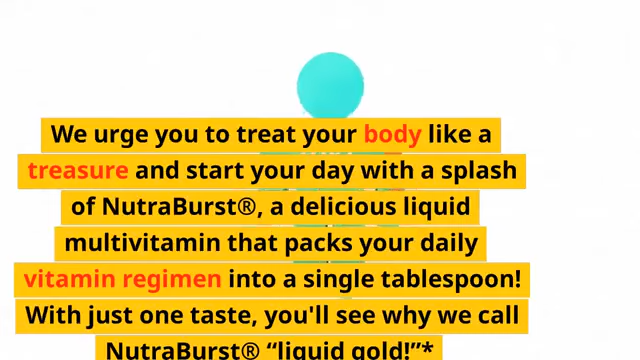 We urge you to treat your body like a
treasure and start your day with a splash
of NutraBurst®, a delicious liquid
multivitamin that packs your daily
vitamin regimen into a single tablespoon!
With just one taste, you'll see why we call
NutraBurst® “liquid gold!”*